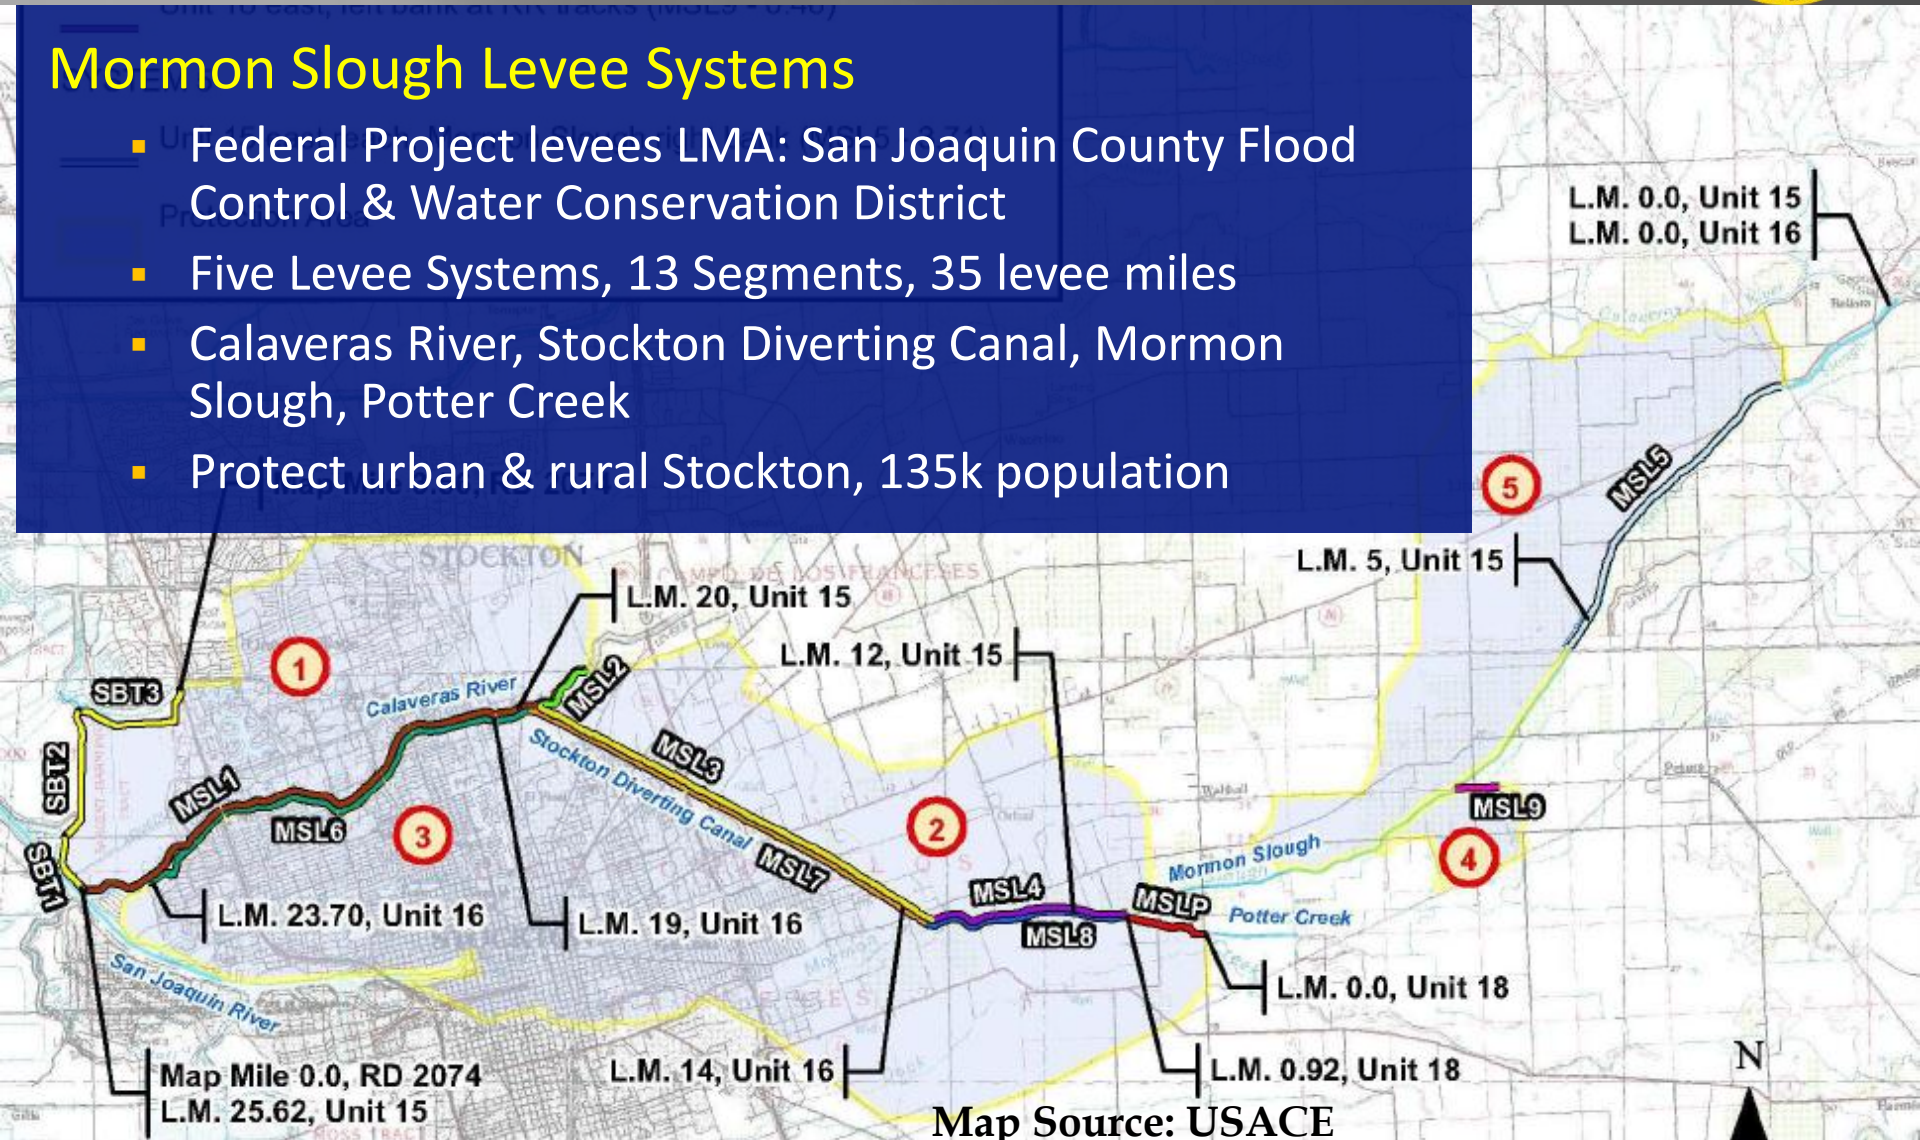 Mormon Slough Levee Systems
▪ Federal Project levees LMA: San Joaquin County Flood
Control & Water Conservation District
▪ Five Levee Systems, 13 Segments, 35 levee miles
▪ Calaveras River, Stockton Diverting Canal, Mormon
Slough, Potter Creek
▪ Protect urban & rural Stockton, 135k population
L.M. 0.0, Unit 15
L.M. 0.0, Unit 16
MSL5
5
L.M. 5, Unit 15
STOCKTON
CAMPO DE LOS FRANCESES
L.M. 20, Unit 15
L.M. 12, Unit 15
1
MSL2
SBT3
Calaveras River
SBT2
MSL3
Stockton Diverting Canal
MSL1
MSL6
3
2
MSL9
4
Mormon Slough
SBT1
MSL7
MSL4
MSLP
Potter Creek
L.M. 23.70, Unit 16
L.M. 19, Unit 16
MSL8
San Joaquin River
L.M. 0.0, Unit 18
Map Mile 0.0, RD 2074
L.M. 25.62, Unit 15
L.M. 14, Unit 16
L.M. 0.92, Unit 18
N
Map Source: USACE